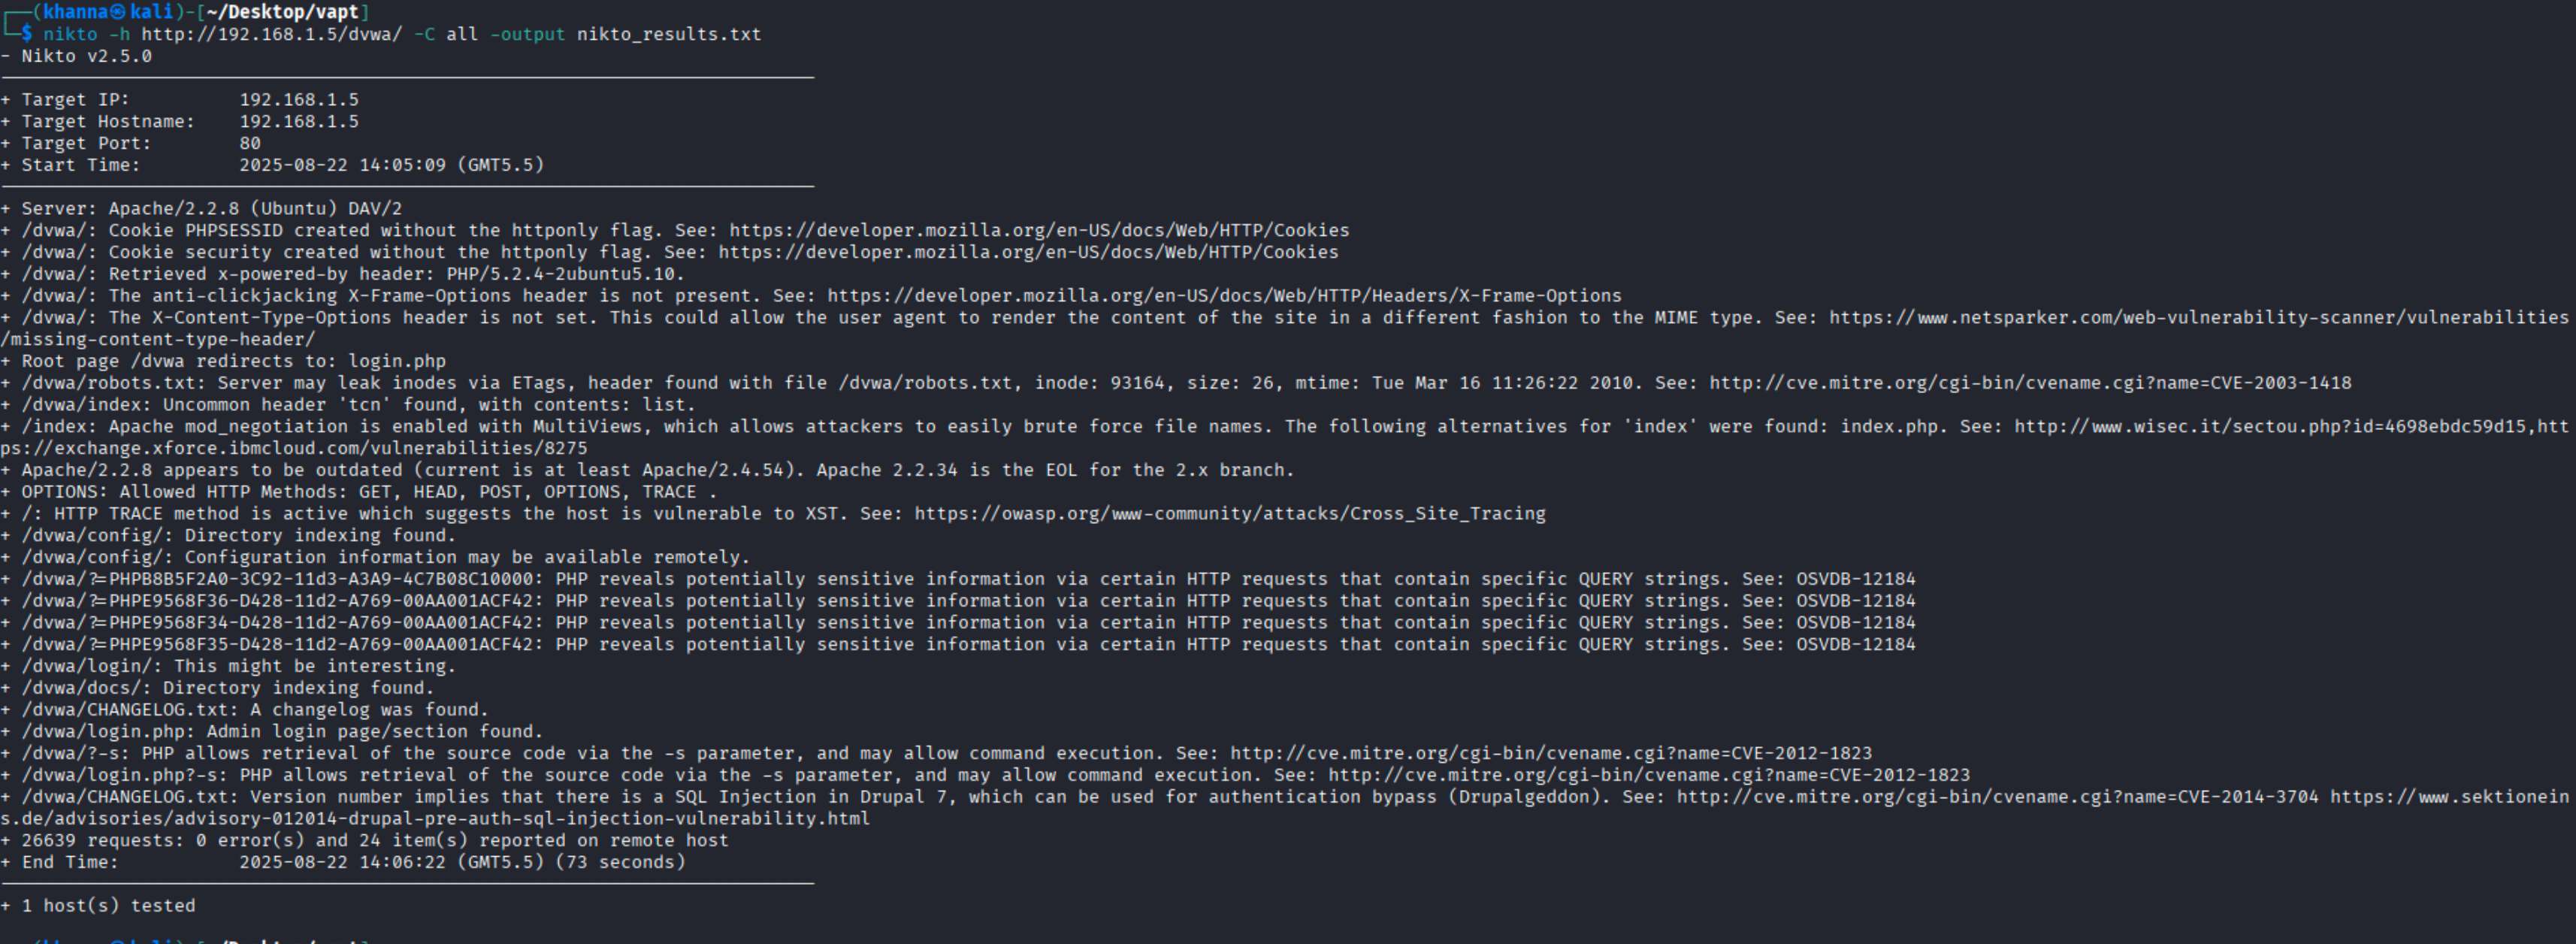 ┌──(khanna㉿kali)-[~/Desktop/vapt]
└─$ nikto -h http://192.168.1.5/dvwa/ -C all -output nikto_results.txt
- Nikto v2.5.0
+ Target IP:          192.168.1.5
+ Target Hostname:    192.168.1.5
+ Target Port:        80
+ Start Time:         2025-08-22 14:05:09 (GMT5.5)
+ Server: Apache/2.2.8 (Ubuntu) DAV/2
+ /dvwa/: Cookie PHPSESSID created without the httponly flag. See: https://developer.mozilla.org/en-US/docs/Web/HTTP/Cookies
+ /dvwa/: Cookie security created without the httponly flag. See: https://developer.mozilla.org/en-US/docs/Web/HTTP/Cookies
+ /dvwa/: Retrieved x-powered-by header: PHP/5.2.4-2ubuntu5.10.
+ /dvwa/: The anti-clickjacking X-Frame-Options header is not present. See: https://developer.mozilla.org/en-US/docs/Web/HTTP/Headers/X-Frame-Options
+ /dvwa/: The X-Content-Type-Options header is not set. This could allow the user agent to render the content of the site in a different fashion to the MIME type. See: https://www.netsparker.com/web-vulnerability-scanner/vulnerabilities
/missing-content-type-header/
+ Root page /dvwa redirects to: login.php
+ /dvwa/robots.txt: Server may leak inodes via ETags, header found with file /dvwa/robots.txt, inode: 93164, size: 26, mtime: Tue Mar 16 11:26:22 2010. See: http://cve.mitre.org/cgi-bin/cvename.cgi?name=CVE-2003-1418
+ /dvwa/index: Uncommon header 'tcn' found, with contents: list.
+ /index: Apache mod_negotiation is enabled with MultiViews, which allows attackers to easily brute force file names. The following alternatives for 'index' were found: index.php. See: http://www.wisec.it/sectou.php?id=4698ebdc59d15,htt
ps://exchange.xforce.ibmcloud.com/vulnerabilities/8275
+ Apache/2.2.8 appears to be outdated (current is at least Apache/2.4.54). Apache 2.2.34 is the EOL for the 2.x branch.
+ OPTIONS: Allowed HTTP Methods: GET, HEAD, POST, OPTIONS, TRACE .
+ /: HTTP TRACE method is active which suggests the host is vulnerable to XST. See: https://owasp.org/www-community/attacks/Cross_Site_Tracing
+ /dvwa/config/: Directory indexing found.
+ /dvwa/config/: Configuration information may be available remotely.
+ /dvwa/?=PHPB8B5F2A0-3C92-11d3-A3A9-4C7B08C10000: PHP reveals potentially sensitive information via certain HTTP requests that contain specific QUERY strings. See: OSVDB-12184
+ /dvwa/?=PHPE9568F36-D428-11d2-A769-00AA001ACF42: PHP reveals potentially sensitive information via certain HTTP requests that contain specific QUERY strings. See: OSVDB-12184
+ /dvwa/?=PHPE9568F34-D428-11d2-A769-00AA001ACF42: PHP reveals potentially sensitive information via certain HTTP requests that contain specific QUERY strings. See: OSVDB-12184
+ /dvwa/?=PHPE9568F35-D428-11d2-A769-00AA001ACF42: PHP reveals potentially sensitive information via certain HTTP requests that contain specific QUERY strings. See: OSVDB-12184
+ /dvwa/login/: This might be interesting.
+ /dvwa/docs/: Directory indexing found.
+ /dvwa/CHANGELOG.txt: A changelog was found.
+ /dvwa/login.php: Admin login page/section found.
+ /dvwa/?-s: PHP allows retrieval of the source code via the -s parameter, and may allow command execution. See: http://cve.mitre.org/cgi-bin/cvename.cgi?name=CVE-2012-1823
+ /dvwa/login.php?-s: PHP allows retrieval of the source code via the -s parameter, and may allow command execution. See: http://cve.mitre.org/cgi-bin/cvename.cgi?name=CVE-2012-1823
+ /dvwa/CHANGELOG.txt: Version number implies that there is a SQL Injection in Drupal 7, which can be used for authentication bypass (Drupalgeddon). See: http://cve.mitre.org/cgi-bin/cvename.cgi?name=CVE-2014-3704 https://www.sektionein
s.de/advisories/advisory-012014-drupal-pre-auth-sql-injection-vulnerability.html
+ 26639 requests: 0 error(s) and 24 item(s) reported on remote host
+ End Time:           2025-08-22 14:06:22 (GMT5.5) (73 seconds)
+ 1 host(s) tested